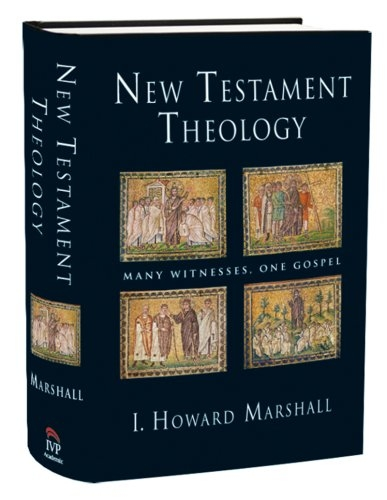 NEW TESTAMENT
THEOLOGY
MANY WITNESSES, ONE GOSPEL
I. HOWARD MARSHALL
NEW TESTAMENT
THEOLOGY
MARSHALL
IVP
Academic